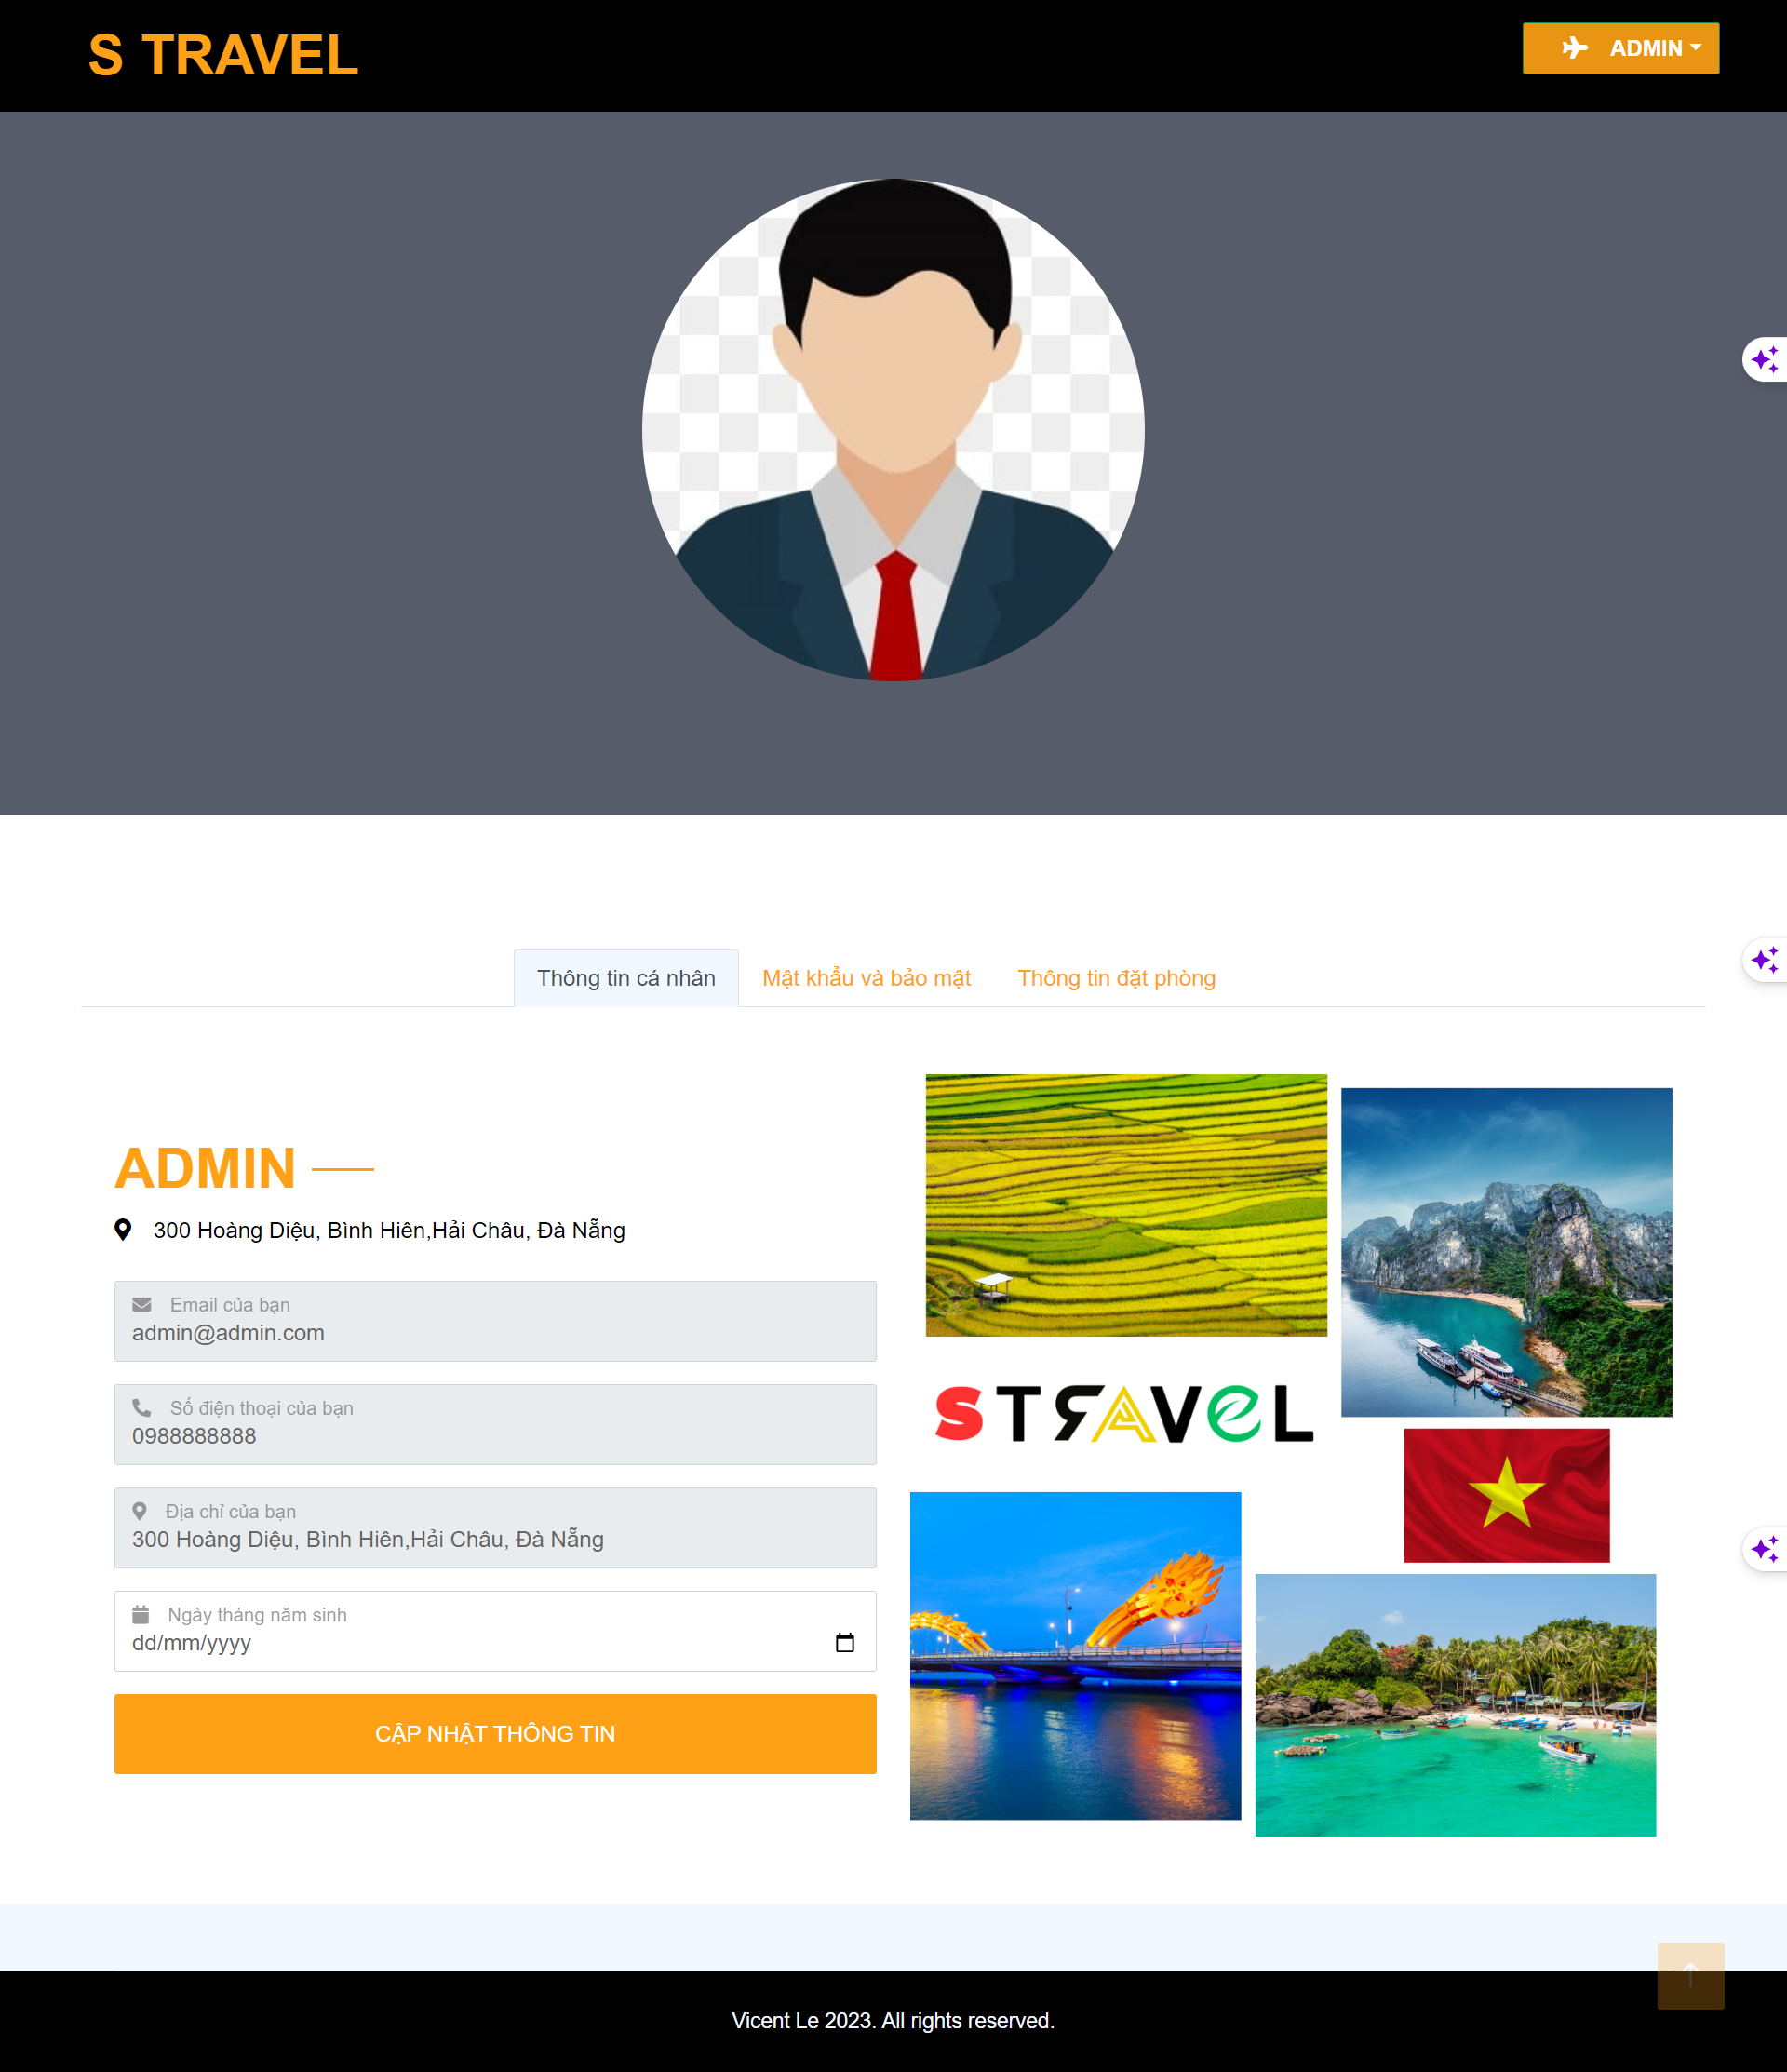 S TRAVEL
ADMIN
Thông tin cá nhân
Mật khẩu và bảo mật
Thông tin đặt phòng
ADMIN
300 Hoàng Diệu, Bình Hiên,Hải Châu, Đà Nẵng
Email của bạn
admin@admin.com
Số điện thoại của bạn
0988888888
Địa chỉ của bạn
300 Hoàng Diệu, Bình Hiên,Hải Châu, Đà Nẵng
Ngày tháng năm sinh
dd/mm/yyyy
CẬP NHẬT THÔNG TIN
STRAVEL
Vicent Le 2023. All rights reserved.